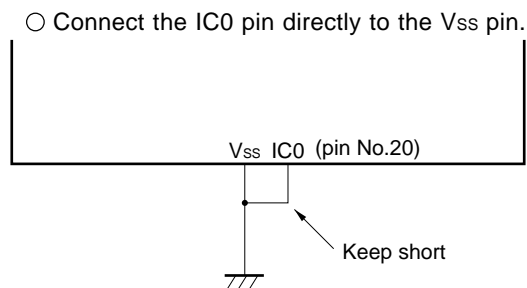 ○ Connect the IC0 pin directly to the Vss pin.
Vss IC0 (pin No.20)
Keep short